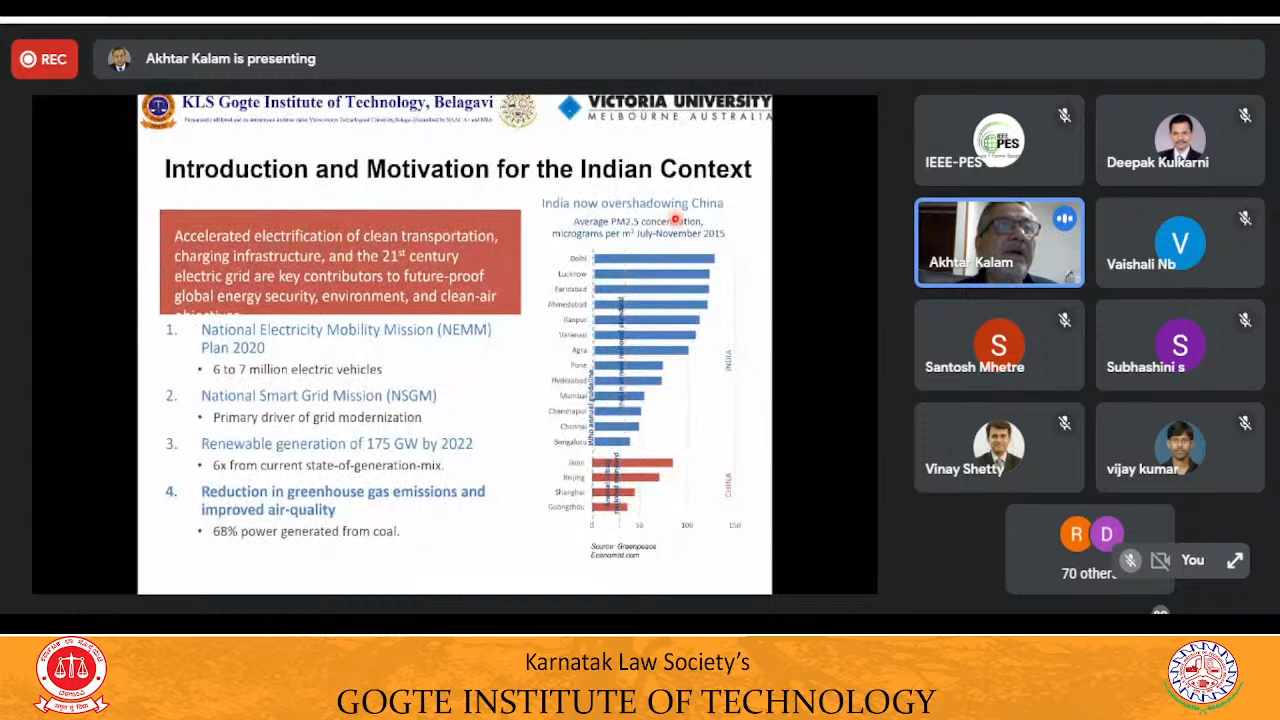 REC
Akhtar Kalam is presenting
KLS Gogte Institute of Technology, Belagavi
VICTORIA UNIVERSITY
MELBOURNE AUSTRALIA
Introduction and Motivation for the Indian Context
Accelerated electrification of clean transportation,
charging infrastructure, and the 21st century
electric grid are key contributors to future-proof
global energy security, environment, and clean-air
1. National Electricity Mobility Mission (NEMM)
Plan 2020
• 6 to 7 million electric vehicles
2. National Smart Grid Mission (NSGM)
• Primary driver of grid modernization
3. Renewable generation of 175 GW by 2022
• 6x from current state-of-generation-mix.
4. Reduction in greenhouse gas emissions and
improved air-quality
• 68% power generated from coal.
India now overshadowing China
Average PM2.5 concentration,
micrograms per m³ July-November 2015
Delhi
Lucknow
Faridabad
Ahmedabad
Kanpur
Varanasi
Agra
Pune
Hyderabad
Mumbai
Chandrapur
Chennai
Bengaluru
Beijing
Shanghai
Guangzhou
INDIA
CHINA
0 50 100 150
Source: Greenpeace
Economist.com
IEEE-PES
Deepak Kulkarni
Akhtar Kalam
V
Vaishali Nb
S
Santosh Mhetre
S
Subhashini s
Vinay Shetty
vijay kumar
R D
70 others
You
Karnatak Law Society's
GOGTE INSTITUTE OF TECHNOLOGY